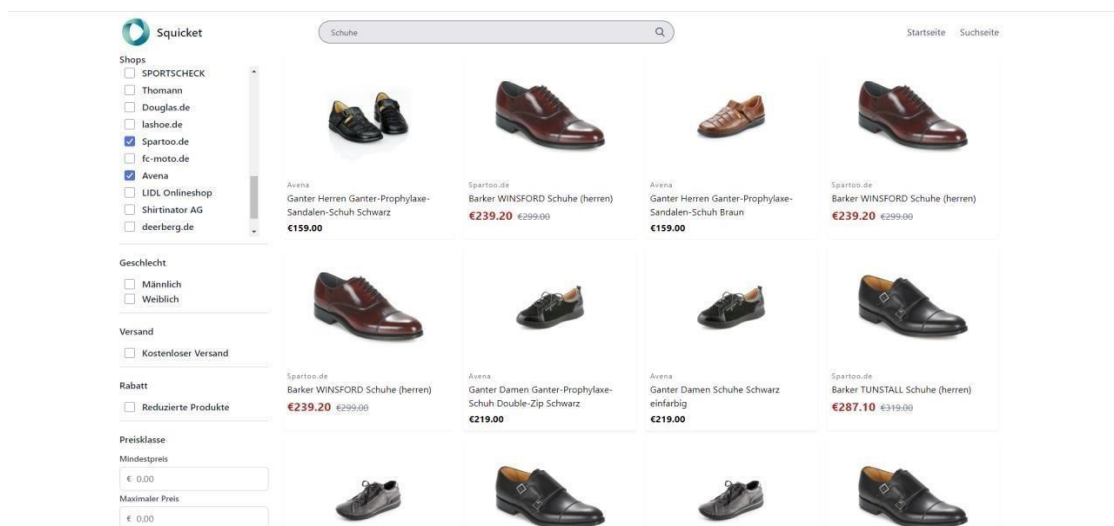 Squicket
Schuhe
Startseite Suchseite
Shops
SPORTSCHECK
Thomann
Douglas.de
lashoe.de
Spartoo.de
fc-moto.de
Avena
LIDL Onlineshop
Shirtinator AG
deerberg.de
Geschlecht
Männlich
Weiblich
Versand
Kostenloser Versand
Rabatt
Reduzierte Produkte
Preisklasse
Mindestpreis
€ 0,00
Maximaler Preis
€ 0,00
Avena
Ganter Herren Ganter-Prophylaxe-
Sandalen-Schuh Schwarz
€159.00
Spartoo.de
Barker WINSFORD Schuhe (herren)
€239.20 €299.00
Avena
Ganter Herren Ganter-Prophylaxe-
Sandalen-Schuh Braun
€159.00
Spartoo.de
Barker WINSFORD Schuhe (herren)
€239.20 €299.00
Spartoo.de
Barker WINSFORD Schuhe (herren)
€239.20 €299.00
Avena
Ganter Damen Ganter-Prophylaxe-
Schuh Double-Zip Schwarz
€219.00
Avena
Ganter Damen Schuhe Schwarz
einfarbig
€219.00
Spartoo.de
Barker TUNSTALL Schuhe (herren)
€287.10 €319.00